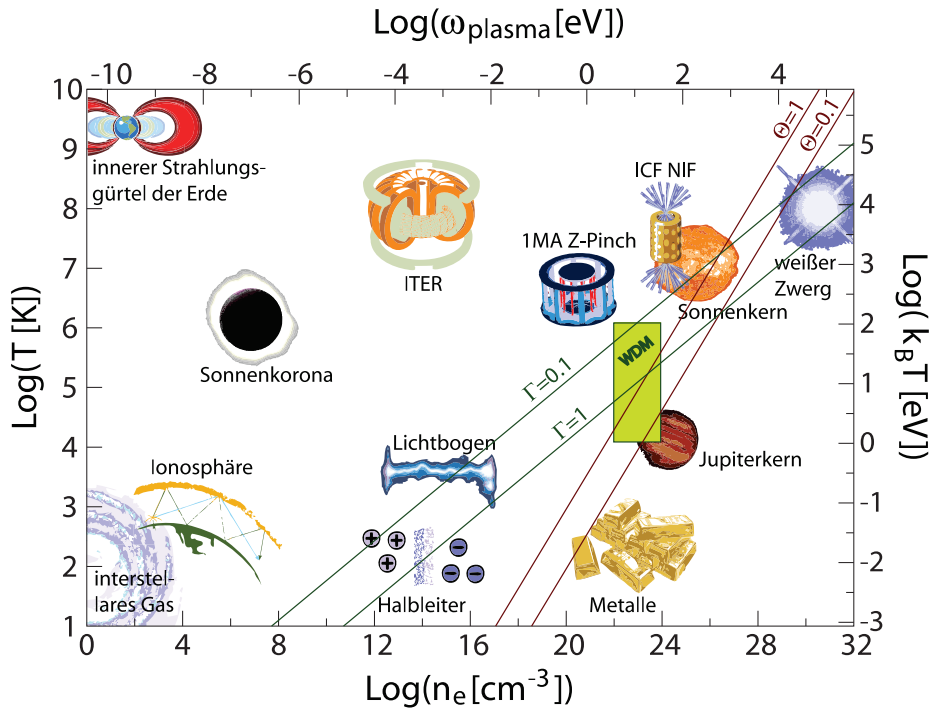 Log(ω_plasma[eV])
-10 -8 -6 -4 -2 0 2 4
10
9
8
7
6
5
4
3
2
1
Log(T [K])
innerer Strahlungs-
gürtel der Erde
ITER
ICF NIF
Θ=1
Θ=0.1
1MA Z-Pinch
weißer
Zwerg
Sonnenkern
Sonnenkorona
WDM
Γ=0.1
Γ=1
Lichtbogen
Jupiterkern
Ionosphäre
interstel-
lares Gas
+ + +
- - -
Halbleiter
Metalle
5
4
3
2
1
0
-1
-2
-3
Log(k_BT [eV])
0 4 8 12 16 20 24 28 32
Log(n_e [cm⁻³])